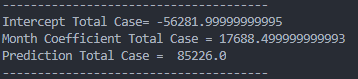 --------------------------------------
Intercept Total Case= -56281.99999999995
Month Coefficient Total Case = 17688.499999999993
Prediction Total Case =  85226.0
--------------------------------------